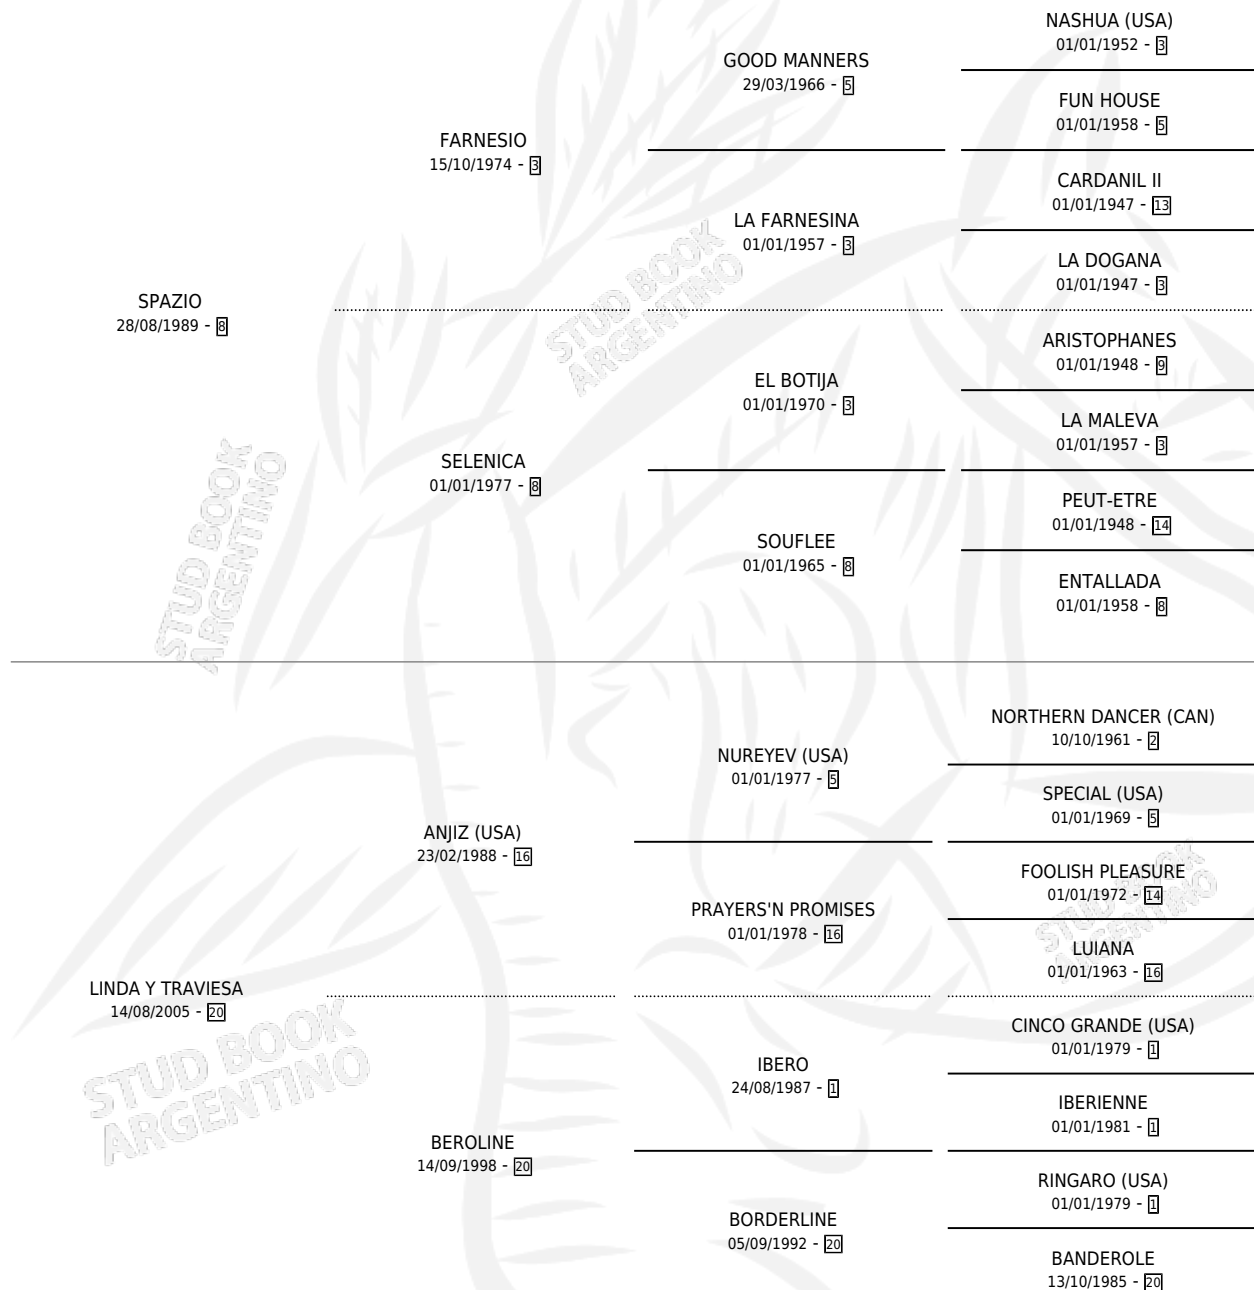 NASHUA (USA)
01/01/1952 - 3
GOOD MANNERS
29/03/1966 - 5
FUN HOUSE
01/01/1958 - 5
FARNESIO
15/10/1974 - 3
CARDANIL II
01/01/1947 - 13
LA FARNESINA
01/01/1957 - 3
LA DOGANA
01/01/1947 - 3
SPAZIO
28/08/1989 - 8
STUD BOOK
ARGENTINO
ARISTOPHANES
01/01/1948 - 9
EL BOTIJA
01/01/1970 - 3
LA MALEVA
01/01/1957 - 3
SELENICA
01/01/1977 - 8
PEUT-ETRE
01/01/1948 - 14
SOUFLEE
01/01/1965 - 8
ENTALLADA
01/01/1958 - 8
STUD BOOK
ARGENTINO
NORTHERN DANCER (CAN)
10/10/1961 - 2
NUREYEV (USA)
01/01/1977 - 5
SPECIAL (USA)
01/01/1969 - 5
ANJIZ (USA)
23/02/1988 - 16
FOOLISH PLEASURE
01/01/1972 - 14
PRAYERS'N PROMISES
01/01/1978 - 16
LUIANA
01/01/1963 - 16
STUD BOOK
ARGENTINO
LINDA Y TRAVIESA
14/08/2005 - 20
CINCO GRANDE (USA)
01/01/1979 - 1
IBERO
24/08/1987 - 1
IBERIENNE
01/01/1981 - 1
BEROLINE
14/09/1998 - 20
RINGARO (USA)
01/01/1979 - 1
BORDERLINE
05/09/1992 - 20
BANDEROLE
13/10/1985 - 20
STUD BOOK
ARGENTINO